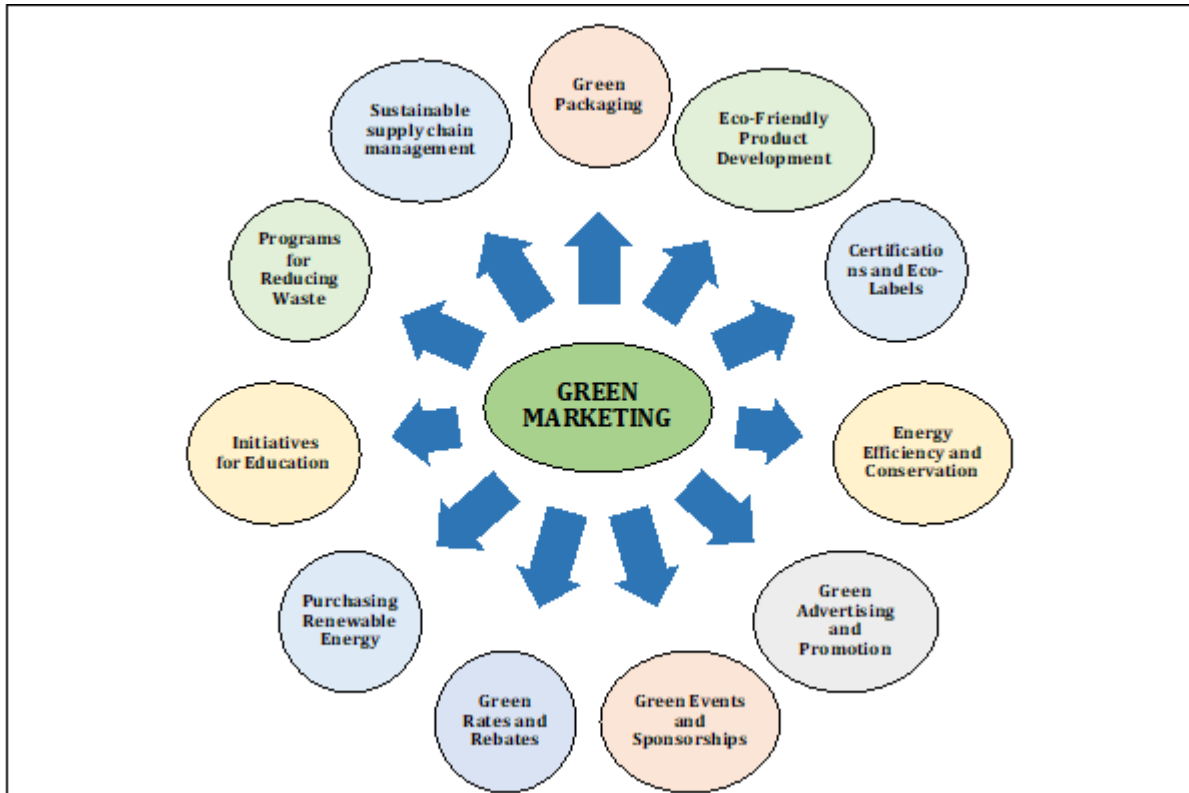 Green
Packaging
Eco-Friendly
Product
Development
Certificatio
ns and Eco-
Labels
Energy
Efficiency and
Conservation
Green
Advertising
and
Promotion
Green Events
and
Sponsorships
Green
Rates and
Rebates
Purchasing
Renewable
Energy
Initiatives
for Education
Programs
for
Reducing
Waste
Sustainable
supply chain
management
GREEN
MARKETING